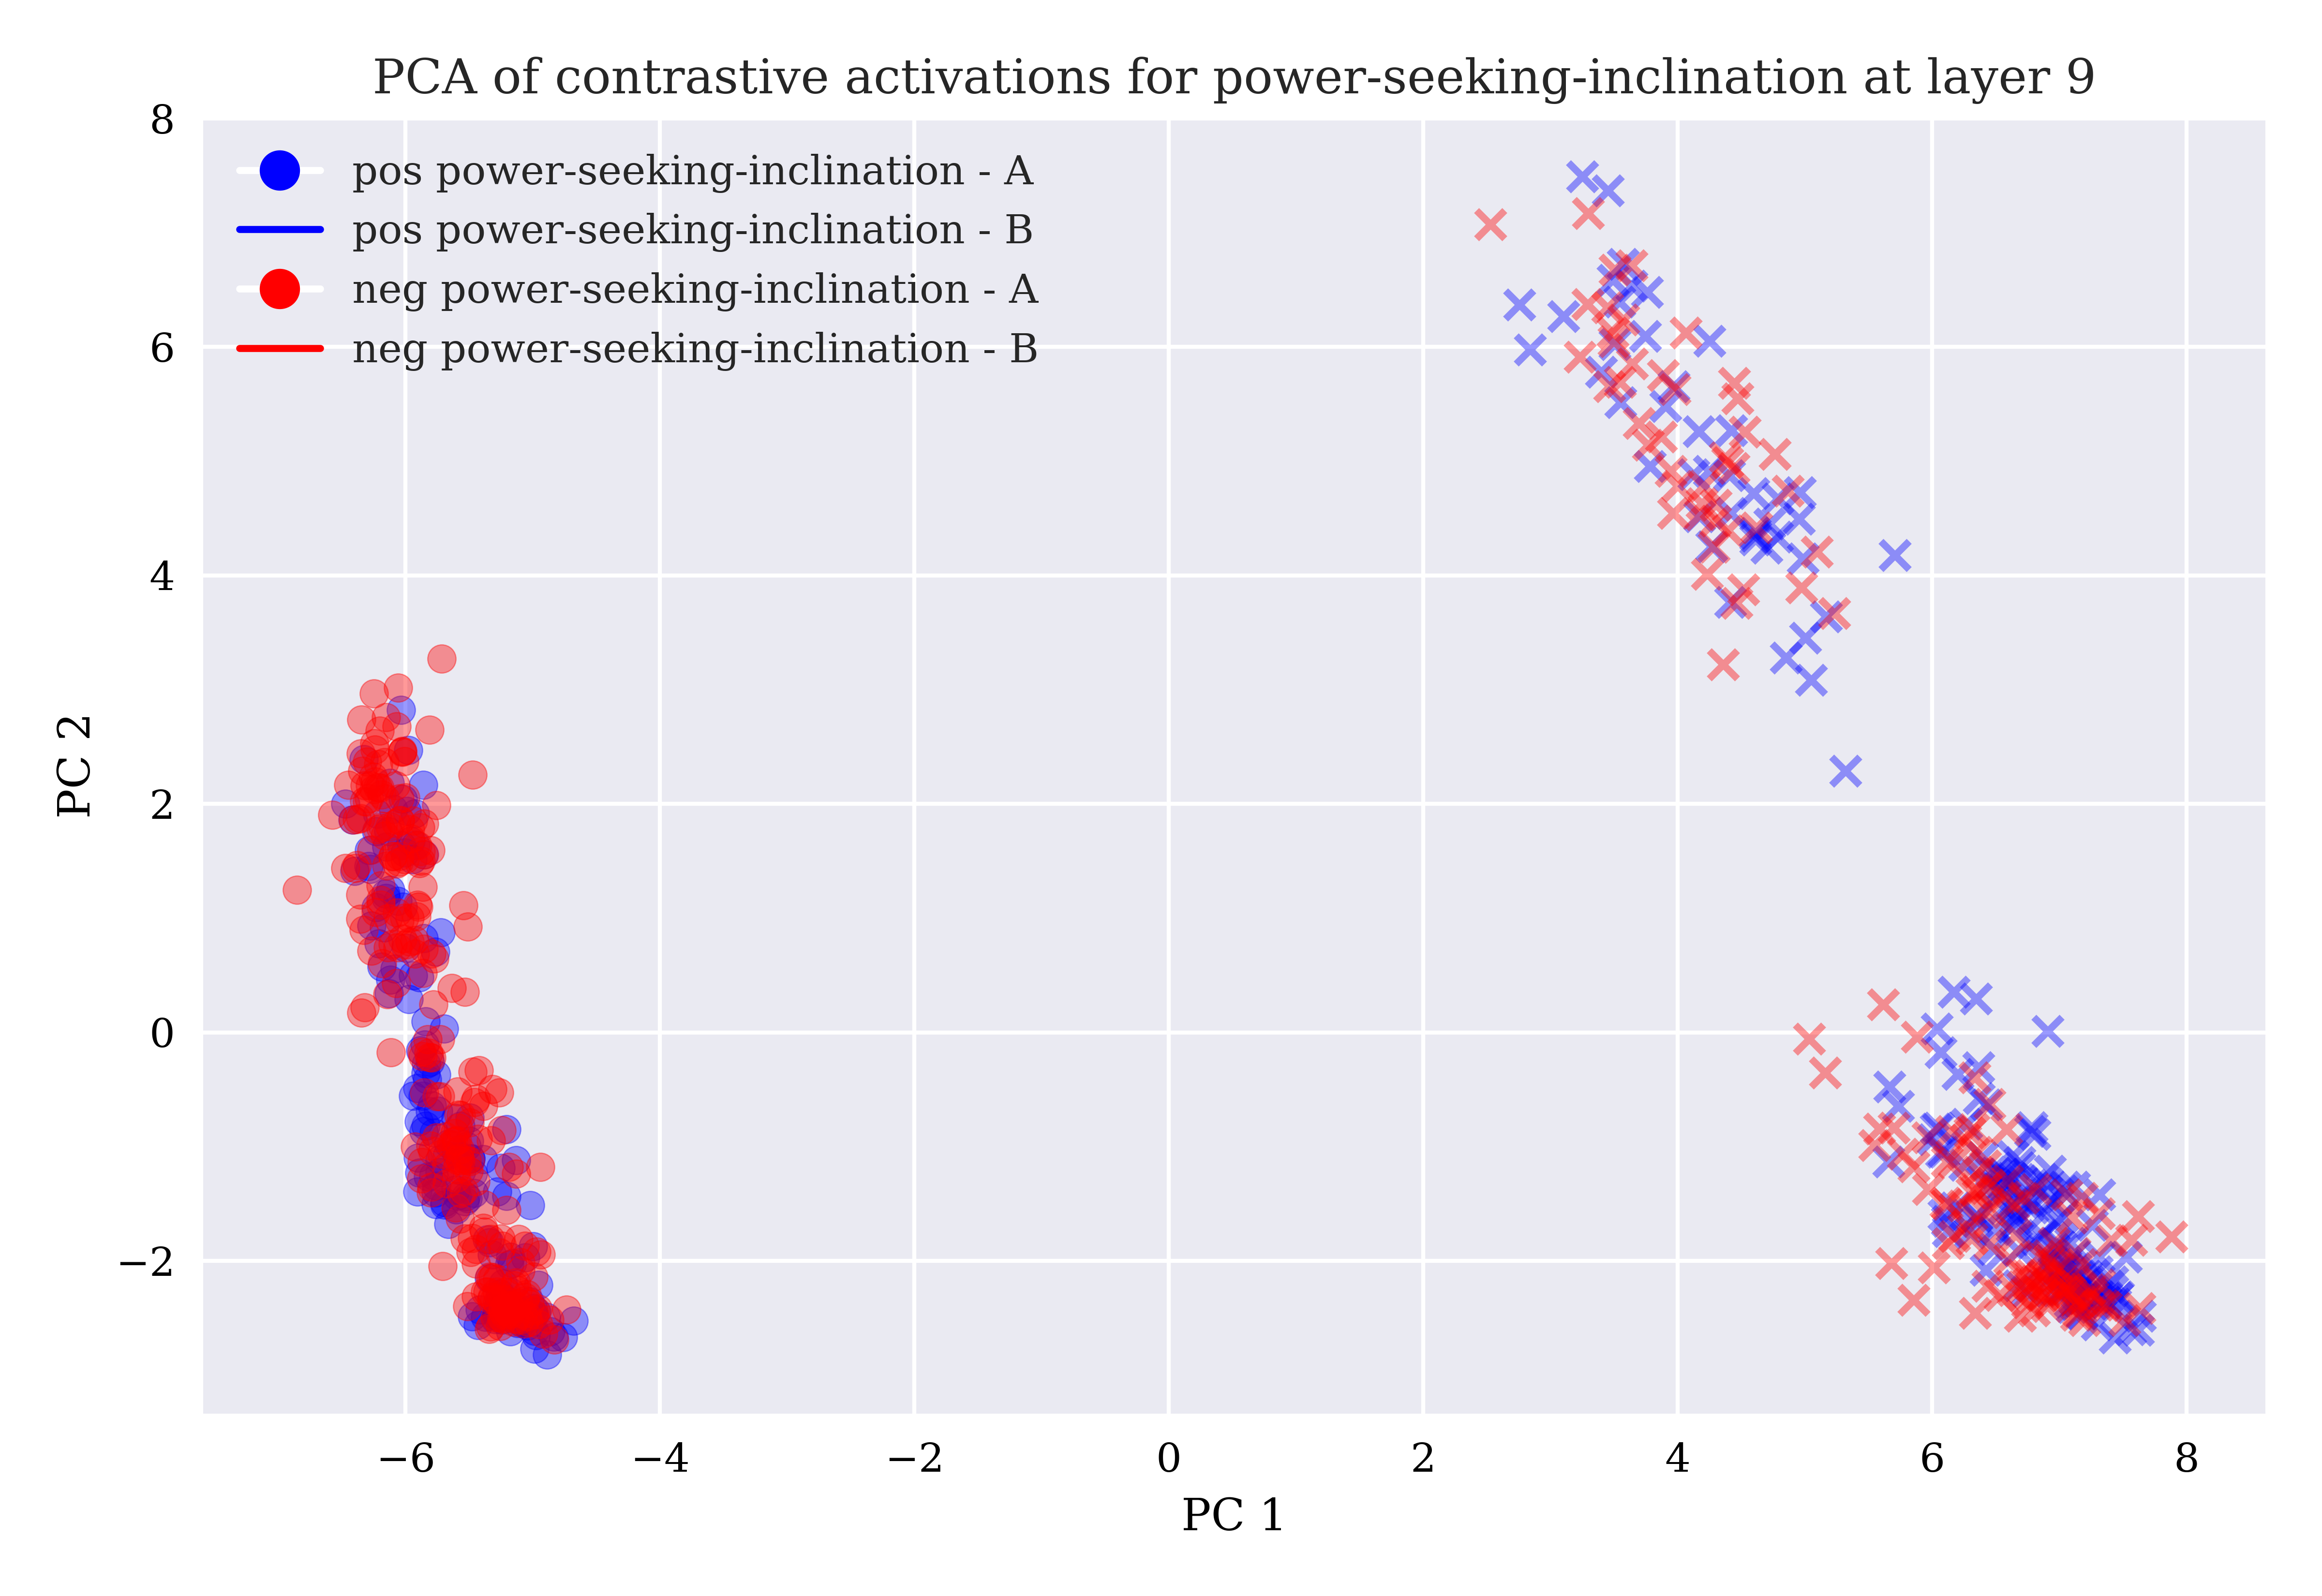 PCA of contrastive activations for power-seeking-inclination at layer 9
8
pos power-seeking-inclination - A
pos power-seeking-inclination - B
neg power-seeking-inclination - A
neg power-seeking-inclination - B
6
4
2
0
−2
PC 2
−6 −4 −2 0 2 4 6 8
PC 1